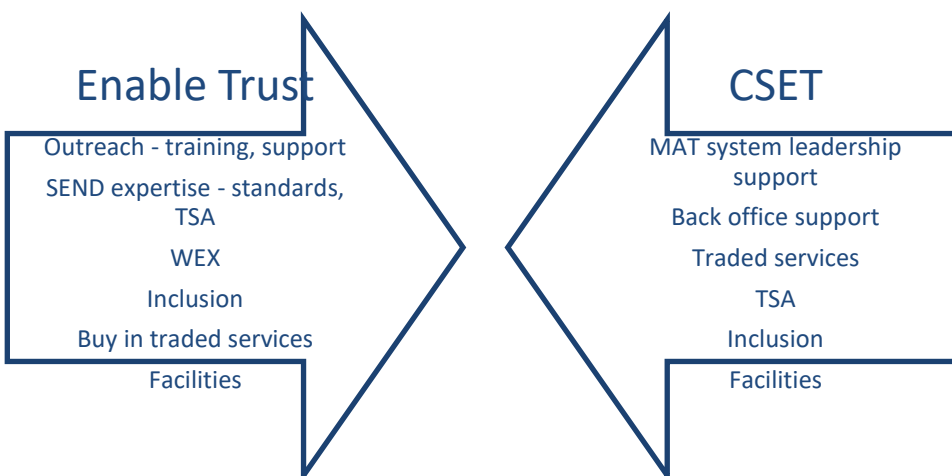 Enable Trust
Outreach - training, support
SEND expertise - standards,
TSA
WEX
Inclusion
Buy in traded services
Facilities
CSET
MAT system leadership
support
Back office support
Traded services
TSA
Inclusion
Facilities